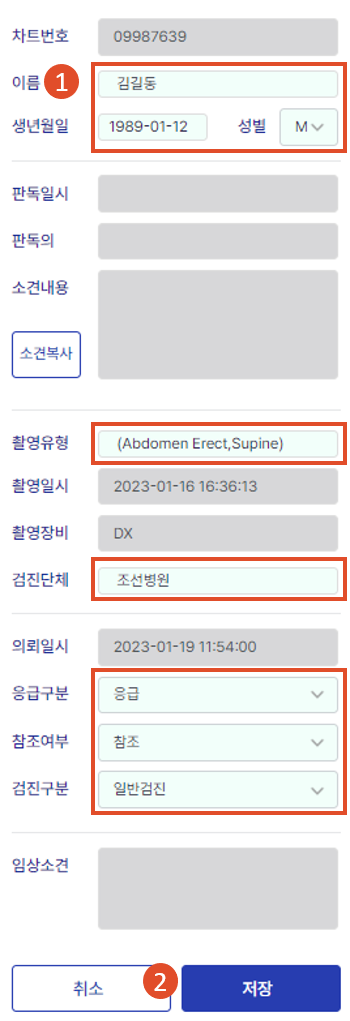 차트번호 09987639
이름 1 김길동
생년월일 1989-01-12 성별 M
판독일시
판독의
소견내용
소견복사
촬영유형 (Abdomen Erect,Supine)
촬영일시 2023-01-16 16:36:13
촬영장비 DX
검진단체 조선병원
의뢰일시 2023-01-19 11:54:00
응급구분 응급
참조여부 참조
검진구분 일반검진
임상소견
취소 2 저장